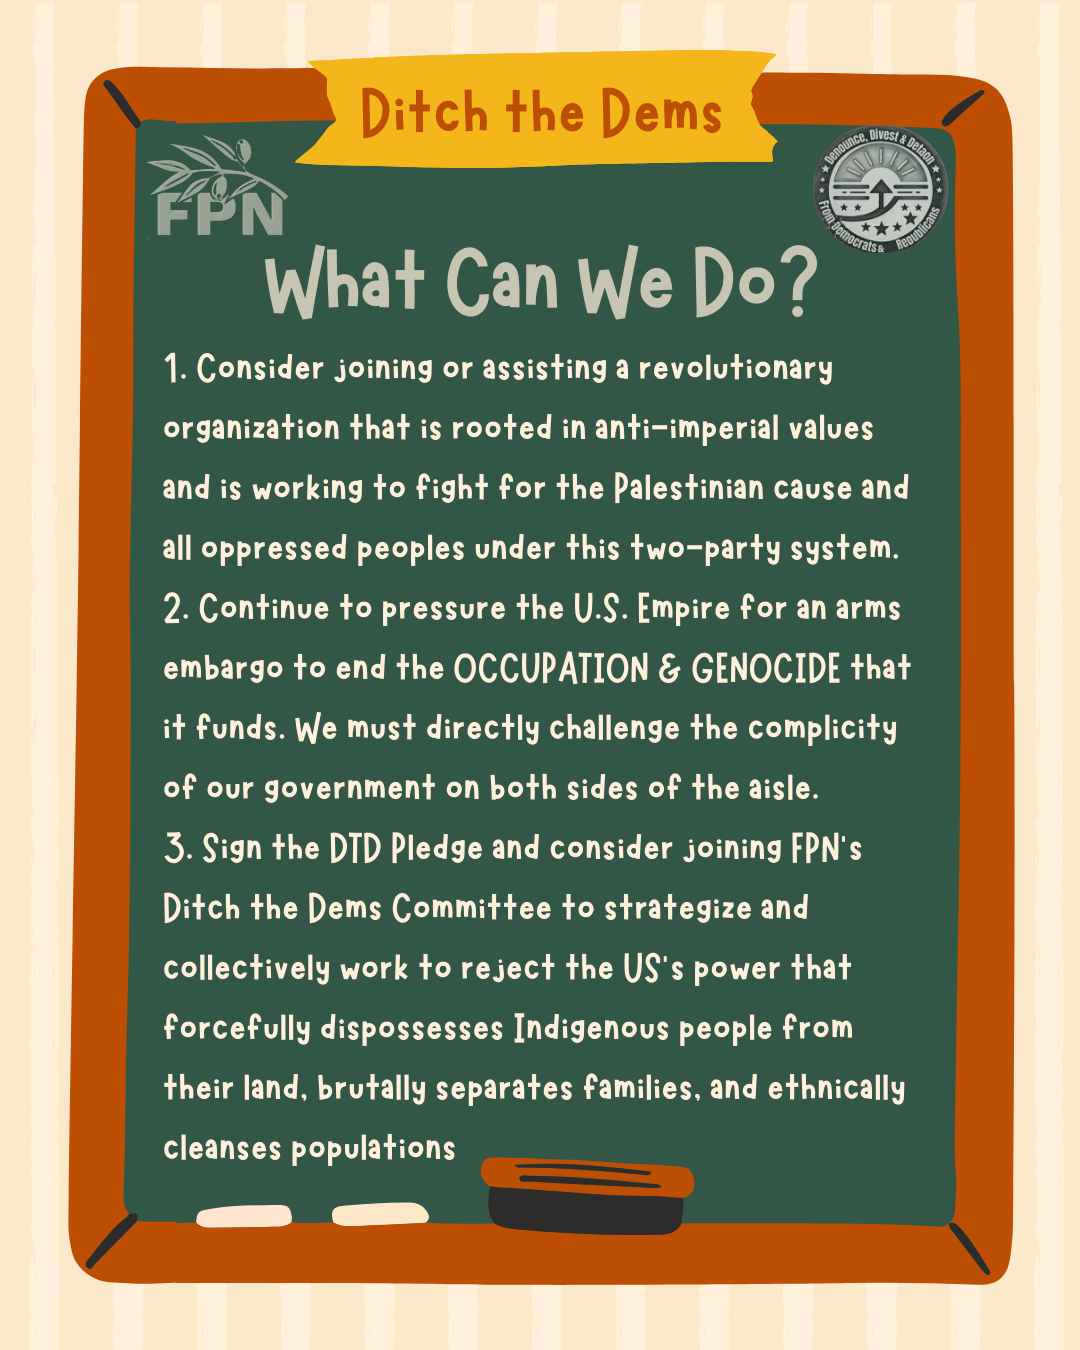 Ditch the Dems
FPN
Denounce, Divest & Detach
From Democrats & Republicans
What Can We Do?
1. Consider joining or assisting a revolutionary
organization that is rooted in anti-imperial values
and is working to fight for the Palestinian cause and
all oppressed peoples under this two-party system.
2. Continue to pressure the U.S. Empire for an arms
embargo to end the OCCUPATION & GENOCIDE that
it funds. We must directly challenge the complicity
of our government on both sides of the aisle.
3. Sign the DTD Pledge and consider joining FPN's
Ditch the Dems Committee to strategize and
collectively work to reject the US's power that
forcefully dispossesses Indigenous people from
their land, brutally separates families, and ethnically
cleanses populations